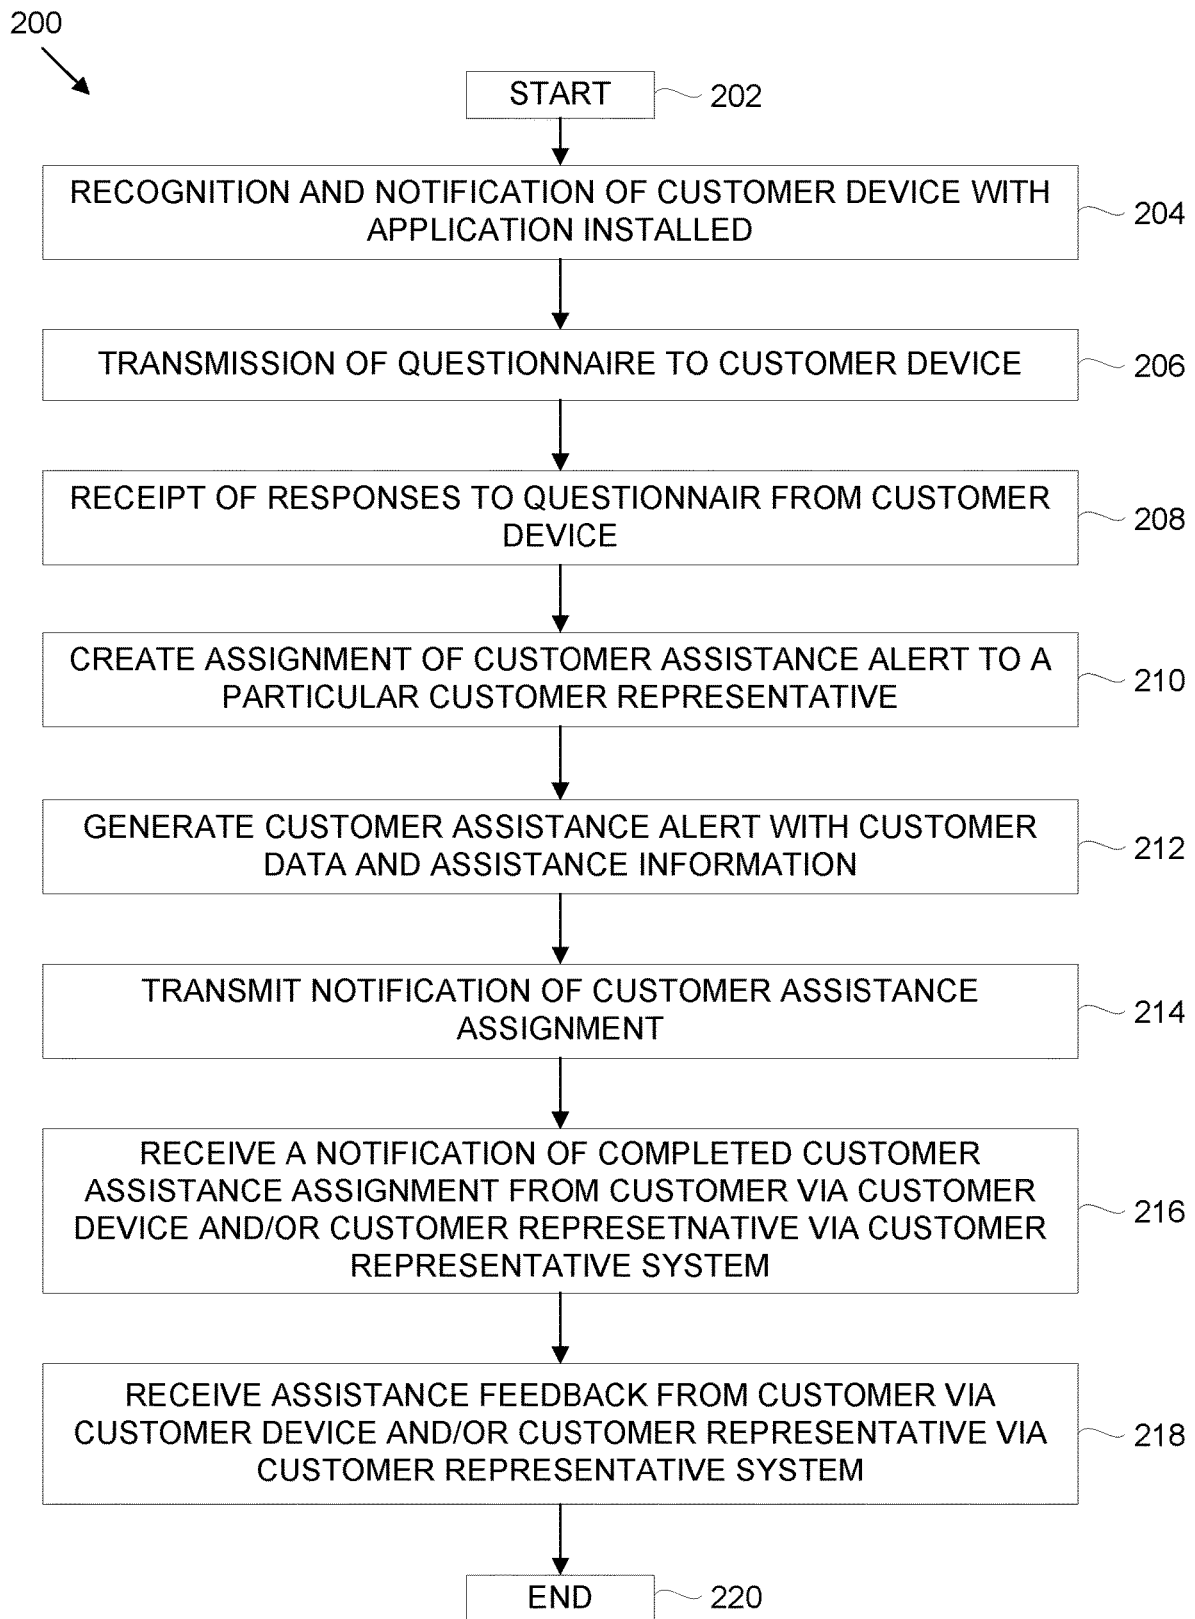 200
START
202
RECOGNITION AND NOTIFICATION OF CUSTOMER DEVICE WITH
APPLICATION INSTALLED
204
TRANSMISSION OF QUESTIONNAIRE TO CUSTOMER DEVICE
206
RECEIPT OF RESPONSES TO QUESTIONNAIR FROM CUSTOMER
DEVICE
208
CREATE ASSIGNMENT OF CUSTOMER ASSISTANCE ALERT TO A
PARTICULAR CUSTOMER REPRESENTATIVE
210
GENERATE CUSTOMER ASSISTANCE ALERT WITH CUSTOMER
DATA AND ASSISTANCE INFORMATION
212
TRANSMIT NOTIFICATION OF CUSTOMER ASSISTANCE
ASSIGNMENT
214
RECEIVE A NOTIFICATION OF COMPLETED CUSTOMER
ASSISTANCE ASSIGNMENT FROM CUSTOMER VIA CUSTOMER
DEVICE AND/OR CUSTOMER REPRESETNATIVE VIA CUSTOMER
REPRESENTATIVE SYSTEM
216
RECEIVE ASSISTANCE FEEDBACK FROM CUSTOMER VIA
CUSTOMER DEVICE AND/OR CUSTOMER REPRESENTATIVE VIA
CUSTOMER REPRESENTATIVE SYSTEM
218
END
220